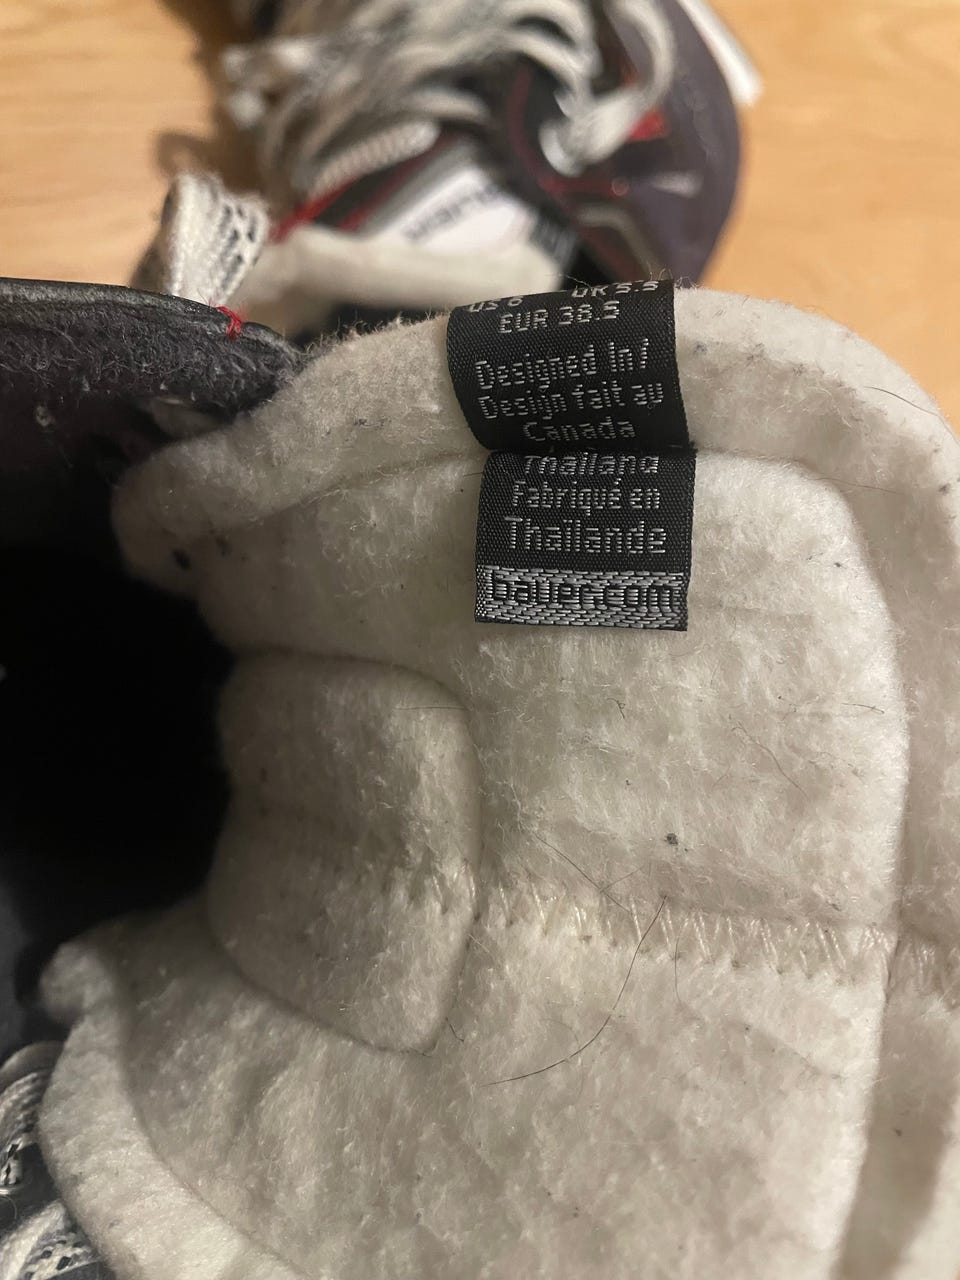 US 6 UK 5.5
EUR 38.5
Designed in/
Design fait au
Canada
Thailand
Fabriqué en
Thaïlande
bauer.com
BAUER